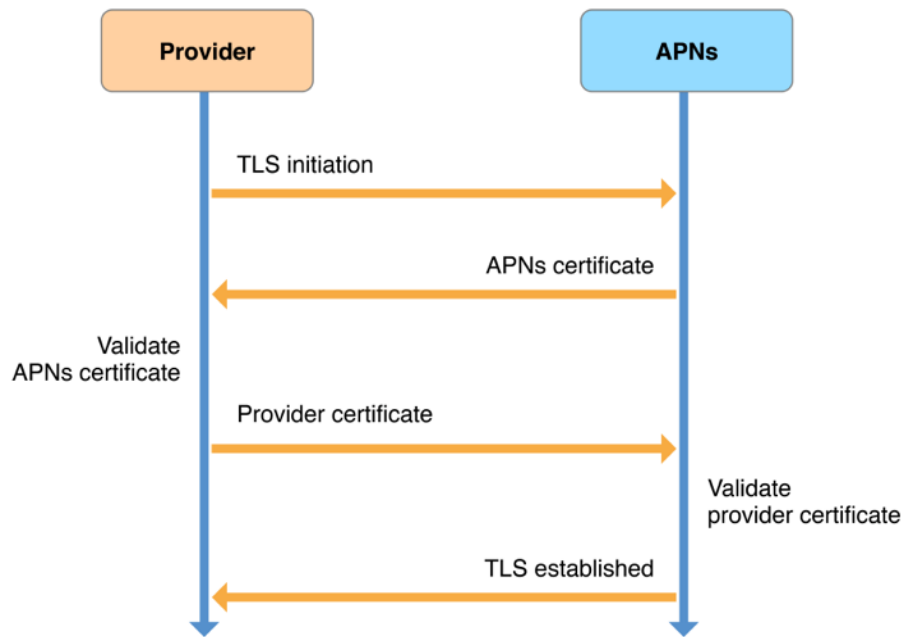 Provider
APNs
TLS initiation
APNs certificate
Validate
APNs certificate
Provider certificate
Validate
provider certificate
TLS established